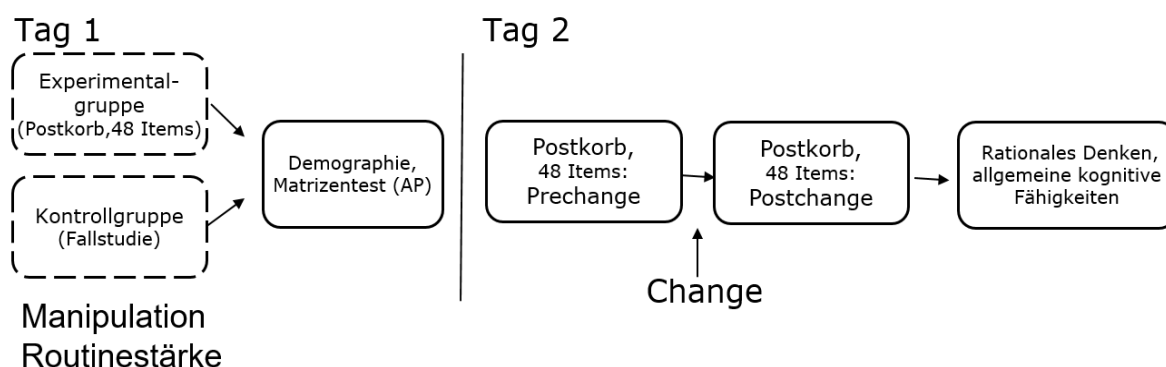 Tag 1
Experimental-
gruppe
(Postkorb,48 Items)
Kontrollgruppe
(Fallstudie)
Manipulation
Routinestärke
Demographie,
Matrizentest (AP)
Tag 2
Postkorb,
48 Items:
Prechange
Change
Postkorb,
48 Items:
Postchange
Rationales Denken,
allgemeine kognitive
Fähigkeiten